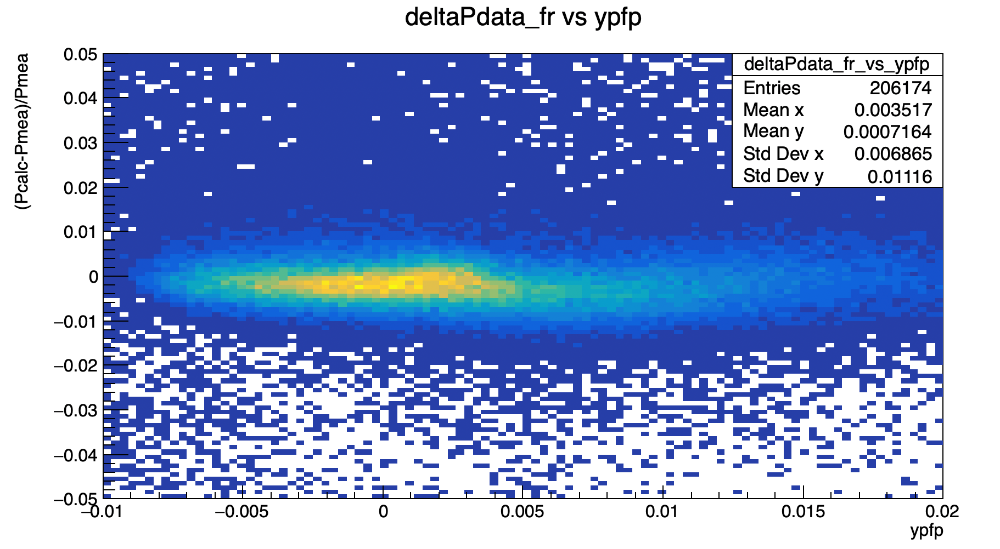 deltaPdata_fr vs ypfp
(Pcalc-Pmea)/Pmea
0.05
0.04
0.03
0.02
0.01
0
−0.01
−0.02
−0.03
−0.04
−0.05
deltaPdata_fr_vs_ypfp
Entries 206174
Mean x 0.003517
Mean y 0.0007164
Std Dev x 0.006865
Std Dev y 0.01116
−0.01 −0.005 0 0.005 0.01 0.015 0.02
ypfp